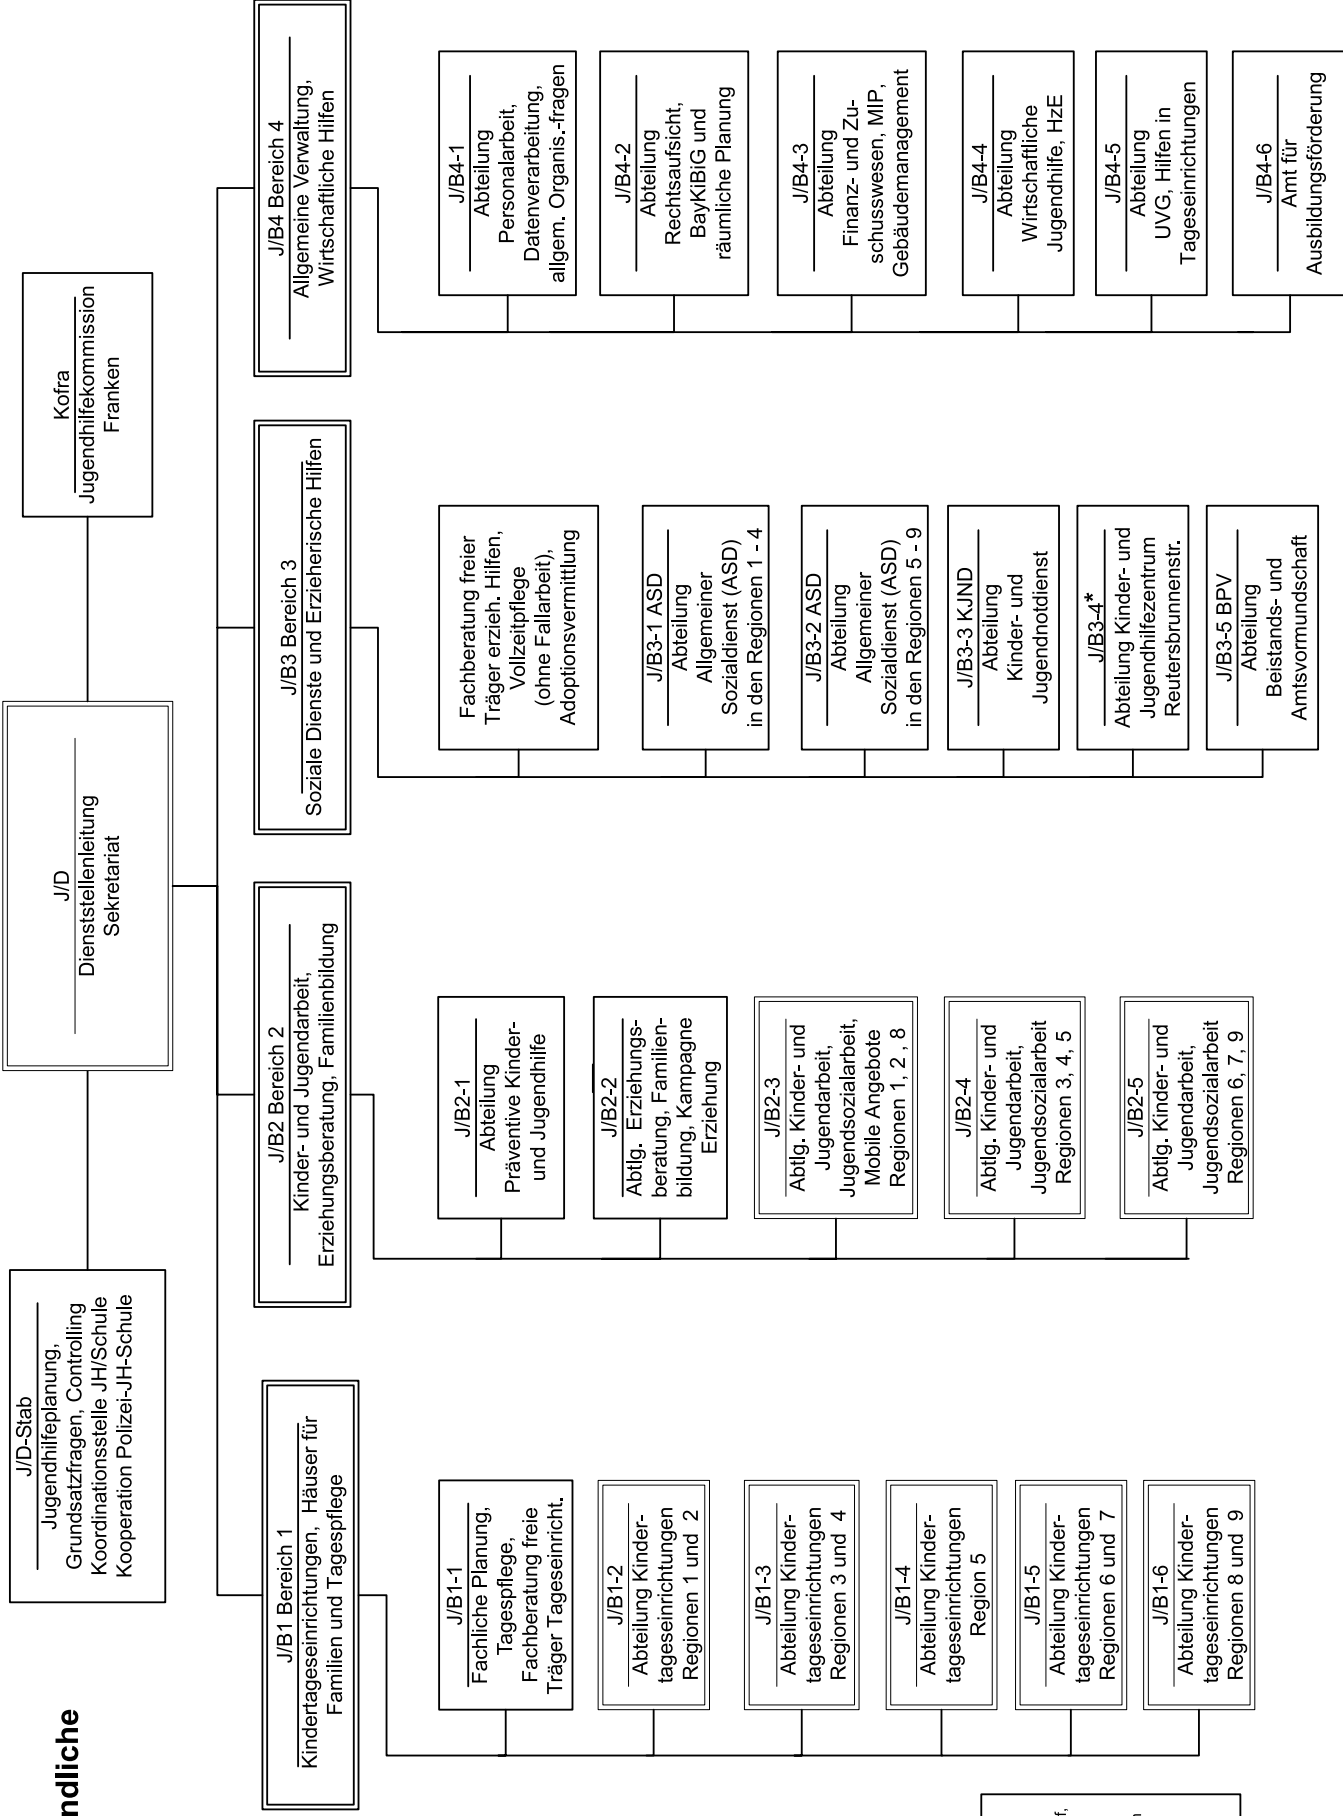 ndliche
J/D-Stab
Jugendhilfeplanung,
Grundsatzfragen, Controlling
Koordinationsstelle JH/Schule
Kooperation Polizei-JH-Schule
J/D
Dienststellenleitung
Sekretariat
Kofra
Jugendhilfekommission
Franken
J/B1 Bereich 1
Kindertageseinrichtungen, Häuser für
Familien und Tagespflege
J/B1-1
Fachliche Planung,
Tagespflege,
Fachberatung freie
Träger Tageseinricht.
J/B1-2
Abteilung Kinder-
tageseinrichtungen
Regionen 1 und 2
J/B1-3
Abteilung Kinder-
tageseinrichtungen
Regionen 3 und 4
J/B1-4
Abteilung Kinder-
tageseinrichtungen
Region 5
J/B1-5
Abteilung Kinder-
tageseinrichtungen
Regionen 6 und 7
J/B1-6
Abteilung Kinder-
tageseinrichtungen
Regionen 8 und 9
J/B2 Bereich 2
Kinder- und Jugendarbeit,
Erziehungsberatung, Familienbildung
J/B2-1
Abteilung
Präventive Kinder-
und Jugendhilfe
J/B2-2
Abtlg. Erziehungs-
beratung, Familien-
bildung, Kampagne
Erziehung
J/B2-3
Abtlg. Kinder- und
Jugendarbeit,
Jugendsozialarbeit,
Mobile Angebote
Regionen 1, 2 , 8
J/B2-4
Abtlg. Kinder- und
Jugendarbeit,
Jugendsozialarbeit
Regionen 3, 4, 5
J/B2-5
Abtlg. Kinder- und
Jugendarbeit,
Jugendsozialarbeit
Regionen 6, 7, 9
J/B3 Bereich 3
Soziale Dienste und Erzieherische Hilfen
Fachberatung freier
Träger erzieh. Hilfen,
Vollzeitpflege
(ohne Fallarbeit),
Adoptionsvermittlung
J/B3-1 ASD
Abteilung
Allgemeiner
Sozialdienst (ASD)
in den Regionen 1 - 4
J/B3-2 ASD
Abteilung
Allgemeiner
Sozialdienst (ASD)
in den Regionen 5 - 9
J/B3-3 KJND
Abteilung
Kinder- und
Jugendnotdienst
J/B3-4*
Abteilung Kinder- und
Jugendhilfezentrum
Reutersbrunnenstr.
J/B3-5 BPV
Abteilung
Beistands- und
Amtsvormundschaft
J/B4 Bereich 4
Allgemeine Verwaltung,
Wirtschaftliche Hilfen
J/B4-1
Abteilung
Personalarbeit,
Datenverarbeitung,
allgem. Organis.-fragen
J/B4-2
Abteilung
Rechtsaufsicht,
BayKiBiG und
räumliche Planung
J/B4-3
Abteilung
Finanz- und Zu-
schusswesen, MIP,
Gebäudemanagement
J/B4-4
Abteilung
Wirtschaftliche
Jugendhilfe, HzE
J/B4-5
Abteilung
UVG, Hilfen in
Tageseinrichtungen
J/B4-6
Amt für
Ausbildungsförderung